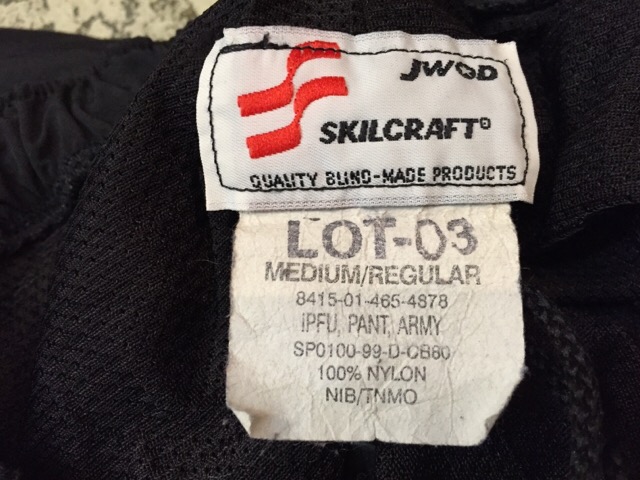 JWOD
SKILCRAFT®
QUALITY BLIND-MADE PRODUCTS
LOT-03
MEDIUM/REGULAR
8415-01-465-4878
IPFU, PANT, ARMY
SP0100-99-D-CB80
100% NYLON
NIB/TNMO